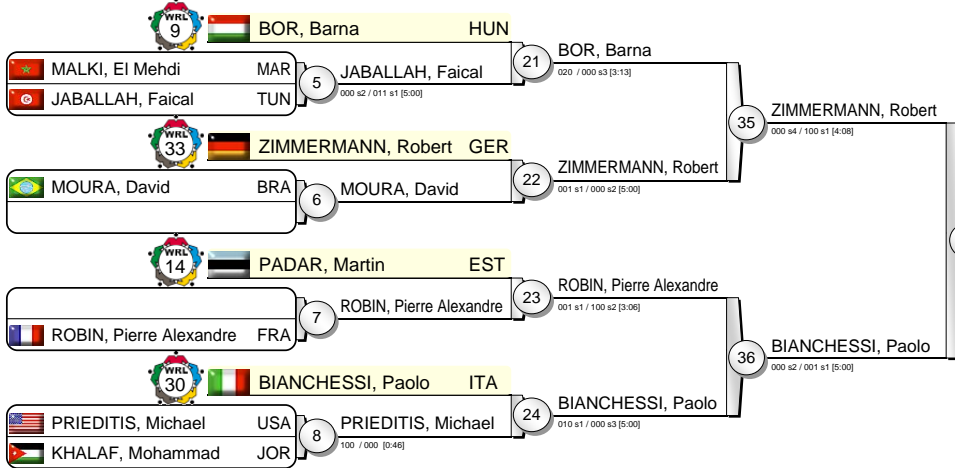 WRL
9
BOR, Barna HUN
MALKI, El Mehdi MAR
JABALLAH, Faical TUN
5
JABALLAH, Faical
000 s2 / 011 s1 [5:00]
21
BOR, Barna
020 / 000 s3 [3:13]
WRL
33
ZIMMERMANN, Robert GER
MOURA, David BRA
6
MOURA, David
22
ZIMMERMANN, Robert
001 s1 / 000 s2 [5:00]
35
ZIMMERMANN, Robert
000 s4 / 100 s1 [4:08]
WRL
14
PADAR, Martin EST
ROBIN, Pierre Alexandre FRA
7
ROBIN, Pierre Alexandre
23
ROBIN, Pierre Alexandre
001 s1 / 100 s2 [3:06]
WRL
30
BIANCHESSI, Paolo ITA
PRIEDITIS, Michael USA
KHALAF, Mohammad JOR
8
PRIEDITIS, Michael
100 / 000 [0:46]
24
BIANCHESSI, Paolo
010 s1 / 000 s3 [5:00]
36
BIANCHESSI, Paolo
000 s2 / 001 s1 [5:00]